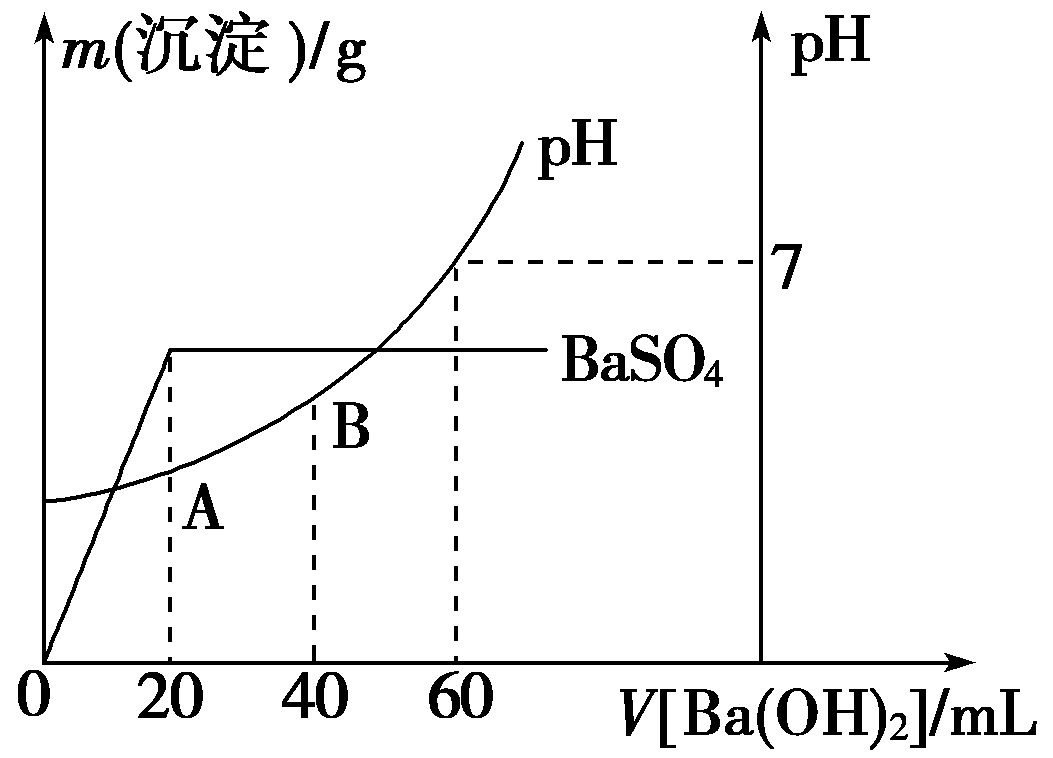 m(沉淀)/g
pH
pH
7
BaSO₄
B
A
0 20 40 60
V[Ba(OH)₂]/mL